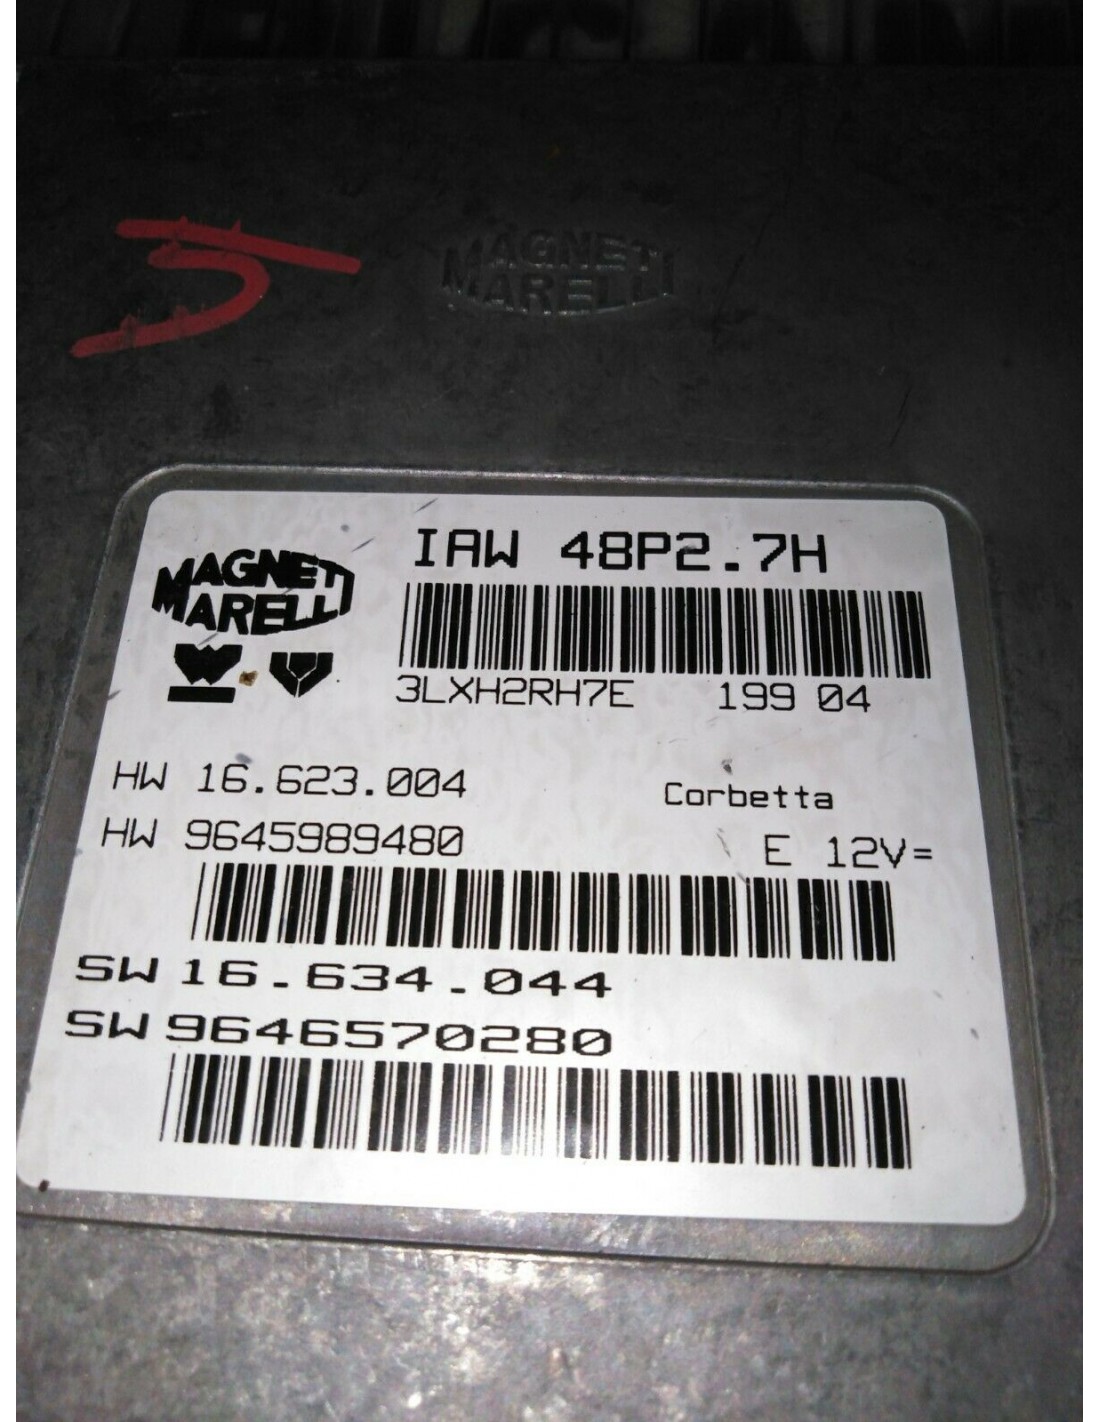 5
MAGNETI
MARELLI
MAGNETI
MARELLI
IAW 48P2.7H
3LXH2RH7E 199 04
HW 16.623.004
Corbetta
HW 9645989480
E 12V=
SW 16.634.044
SW 9646570280